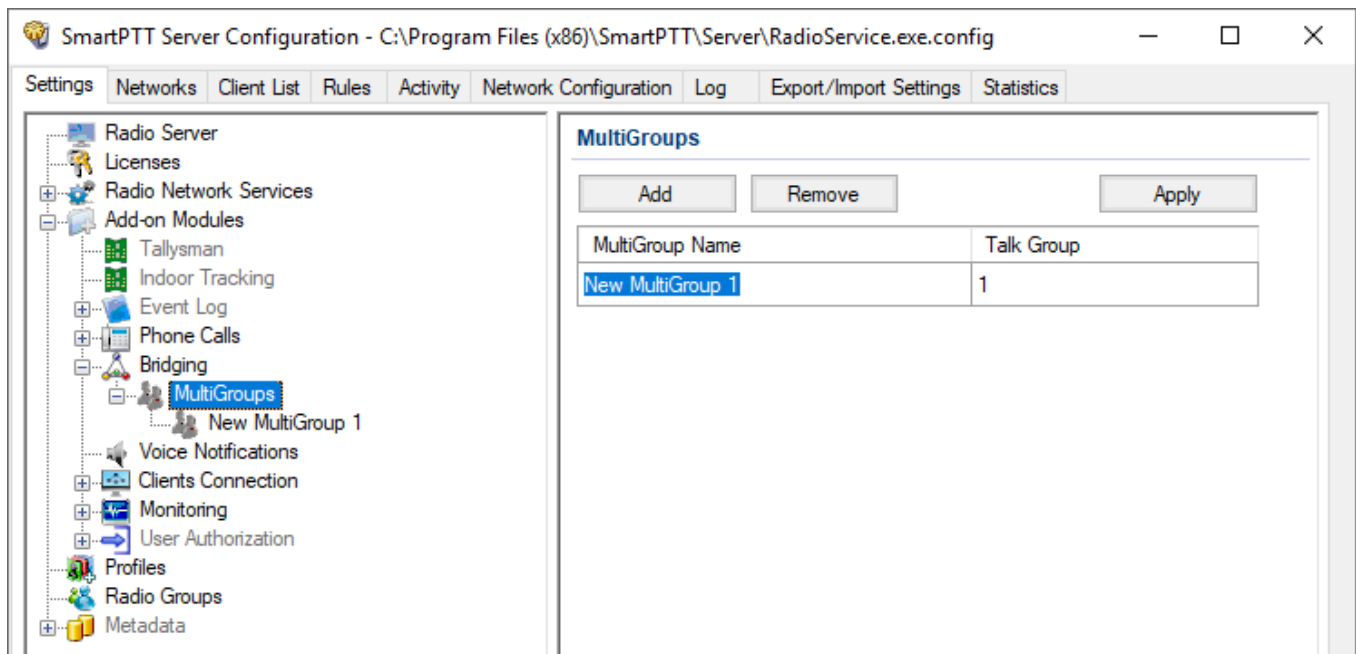 SmartPTT Server Configuration - C:\Program Files (x86)\SmartPTT\Server\RadioService.exe.config
Settings Networks Client List Rules Activity Network Configuration Log Export/Import Settings Statistics
Radio Server
Licenses
Radio Network Services
Add-on Modules
Tallysman
Indoor Tracking
Event Log
Phone Calls
Bridging
MultiGroups
New MultiGroup 1
Voice Notifications
Clients Connection
Monitoring
User Authorization
Profiles
Radio Groups
Metadata
MultiGroups
Add Remove Apply
MultiGroup Name Talk Group
New MultiGroup 1 1